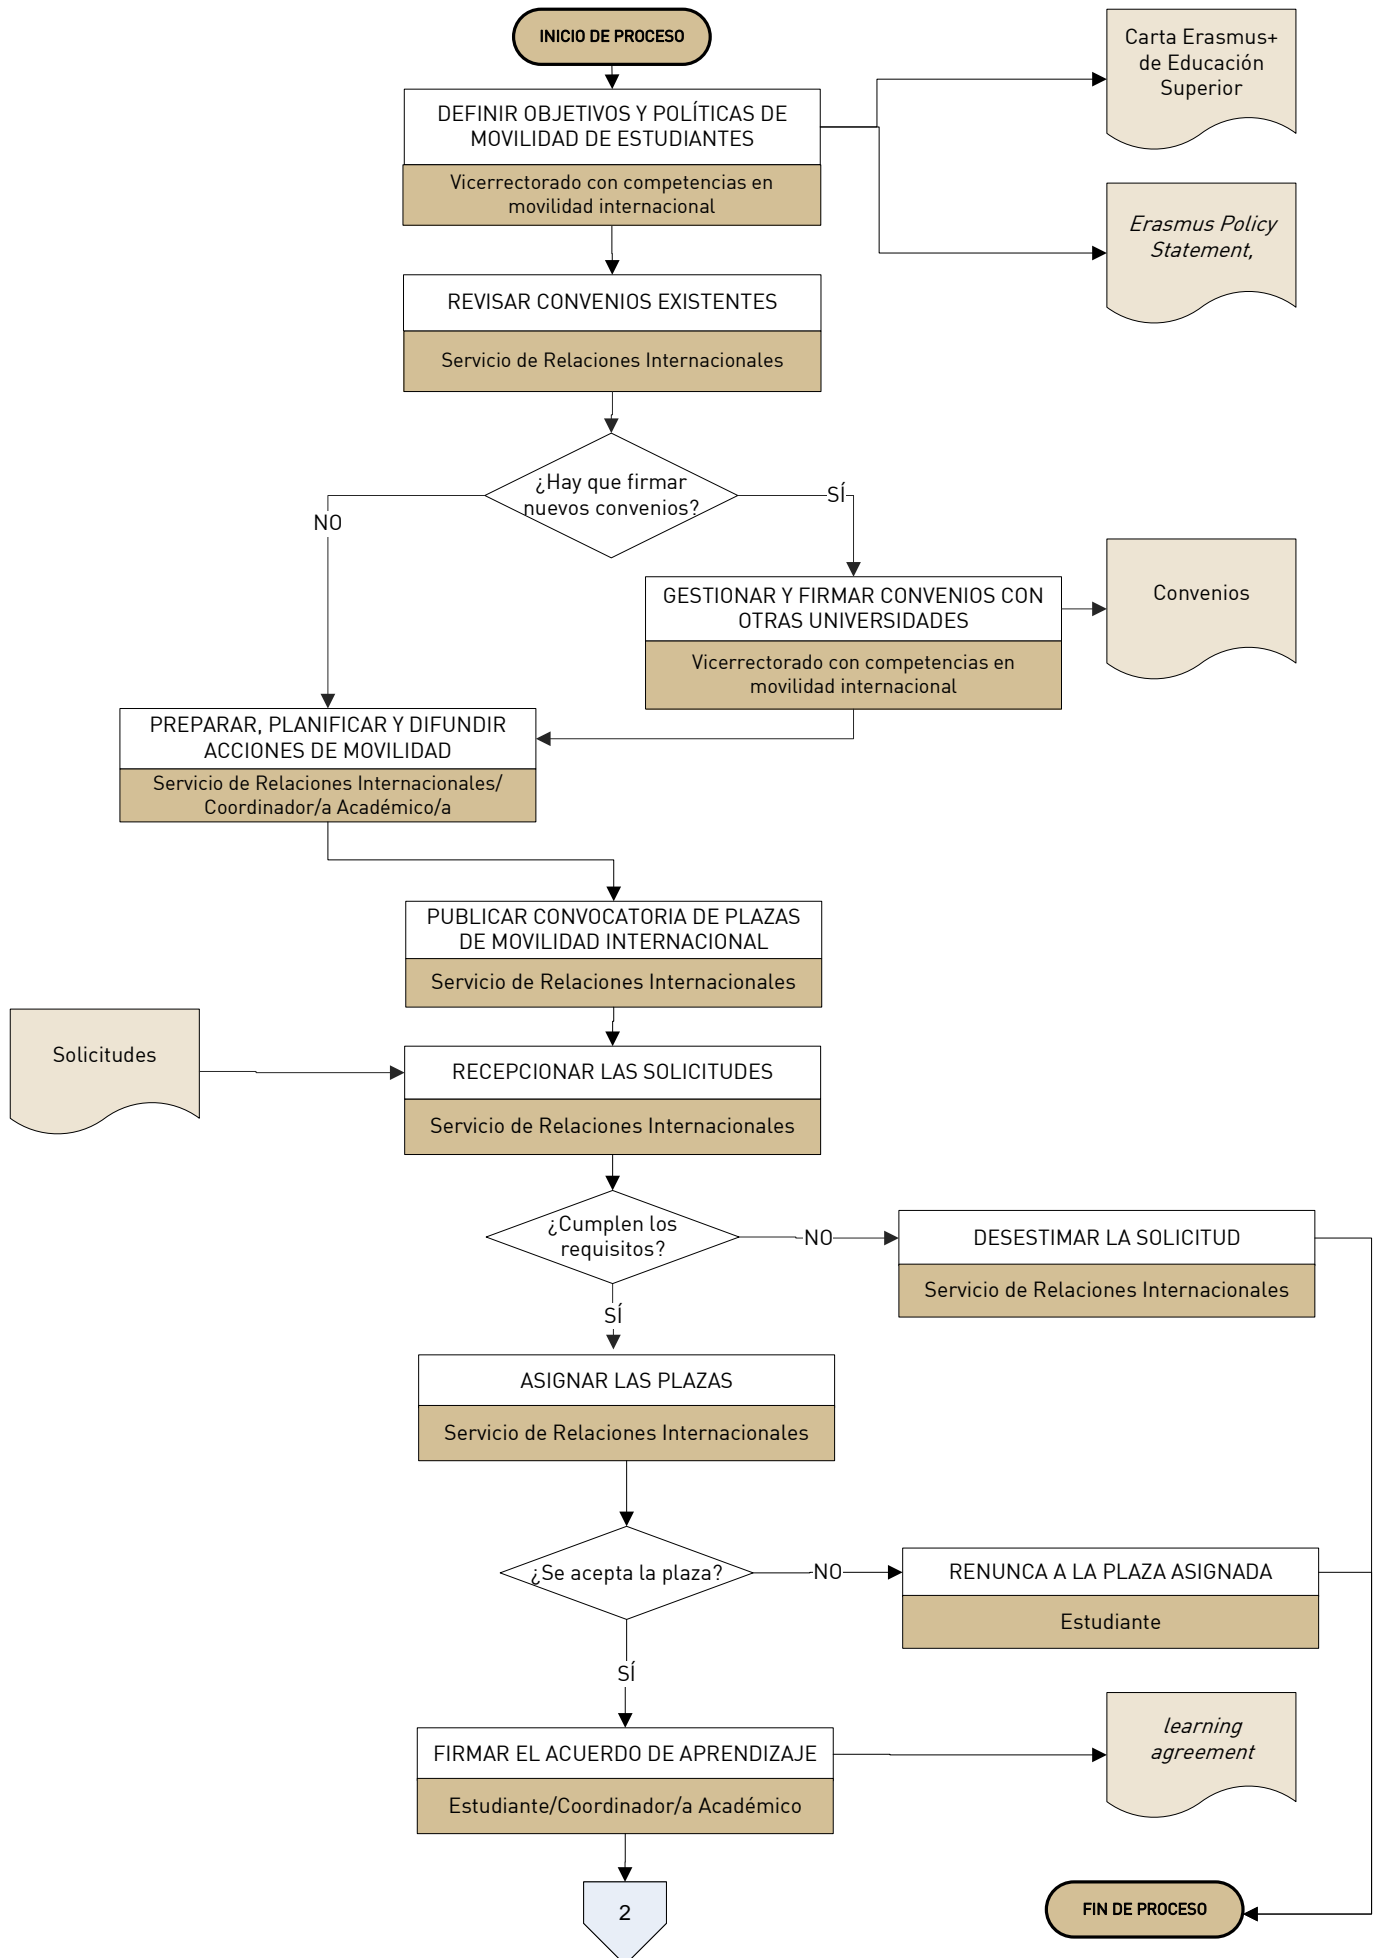 INICIO DE PROCESO
Carta Erasmus+
de Educación
Superior
DEFINIR OBJETIVOS Y POLÍTICAS DE
MOVILIDAD DE ESTUDIANTES
Vicerrectorado con competencias en
movilidad internacional
Erasmus Policy
Statement,
REVISAR CONVENIOS EXISTENTES
Servicio de Relaciones Internacionales
¿Hay que firmar
nuevos convenios?
SÍ
NO
GESTIONAR Y FIRMAR CONVENIOS CON
OTRAS UNIVERSIDADES
Vicerrectorado con competencias en
movilidad internacional
Convenios
PREPARAR, PLANIFICAR Y DIFUNDIR
ACCIONES DE MOVILIDAD
Servicio de Relaciones Internacionales/
Coordinador/a Académico/a
PUBLICAR CONVOCATORIA DE PLAZAS
DE MOVILIDAD INTERNACIONAL
Servicio de Relaciones Internacionales
Solicitudes
RECEPCIONAR LAS SOLICITUDES
Servicio de Relaciones Internacionales
¿Cumplen los
requisitos?
NO
DESESTIMAR LA SOLICITUD
Servicio de Relaciones Internacionales
SÍ
ASIGNAR LAS PLAZAS
Servicio de Relaciones Internacionales
¿Se acepta la plaza?
NO
RENUNCA A LA PLAZA ASIGNADA
Estudiante
SÍ
FIRMAR EL ACUERDO DE APRENDIZAJE
Estudiante/Coordinador/a Académico
learning
agreement
2
FIN DE PROCESO